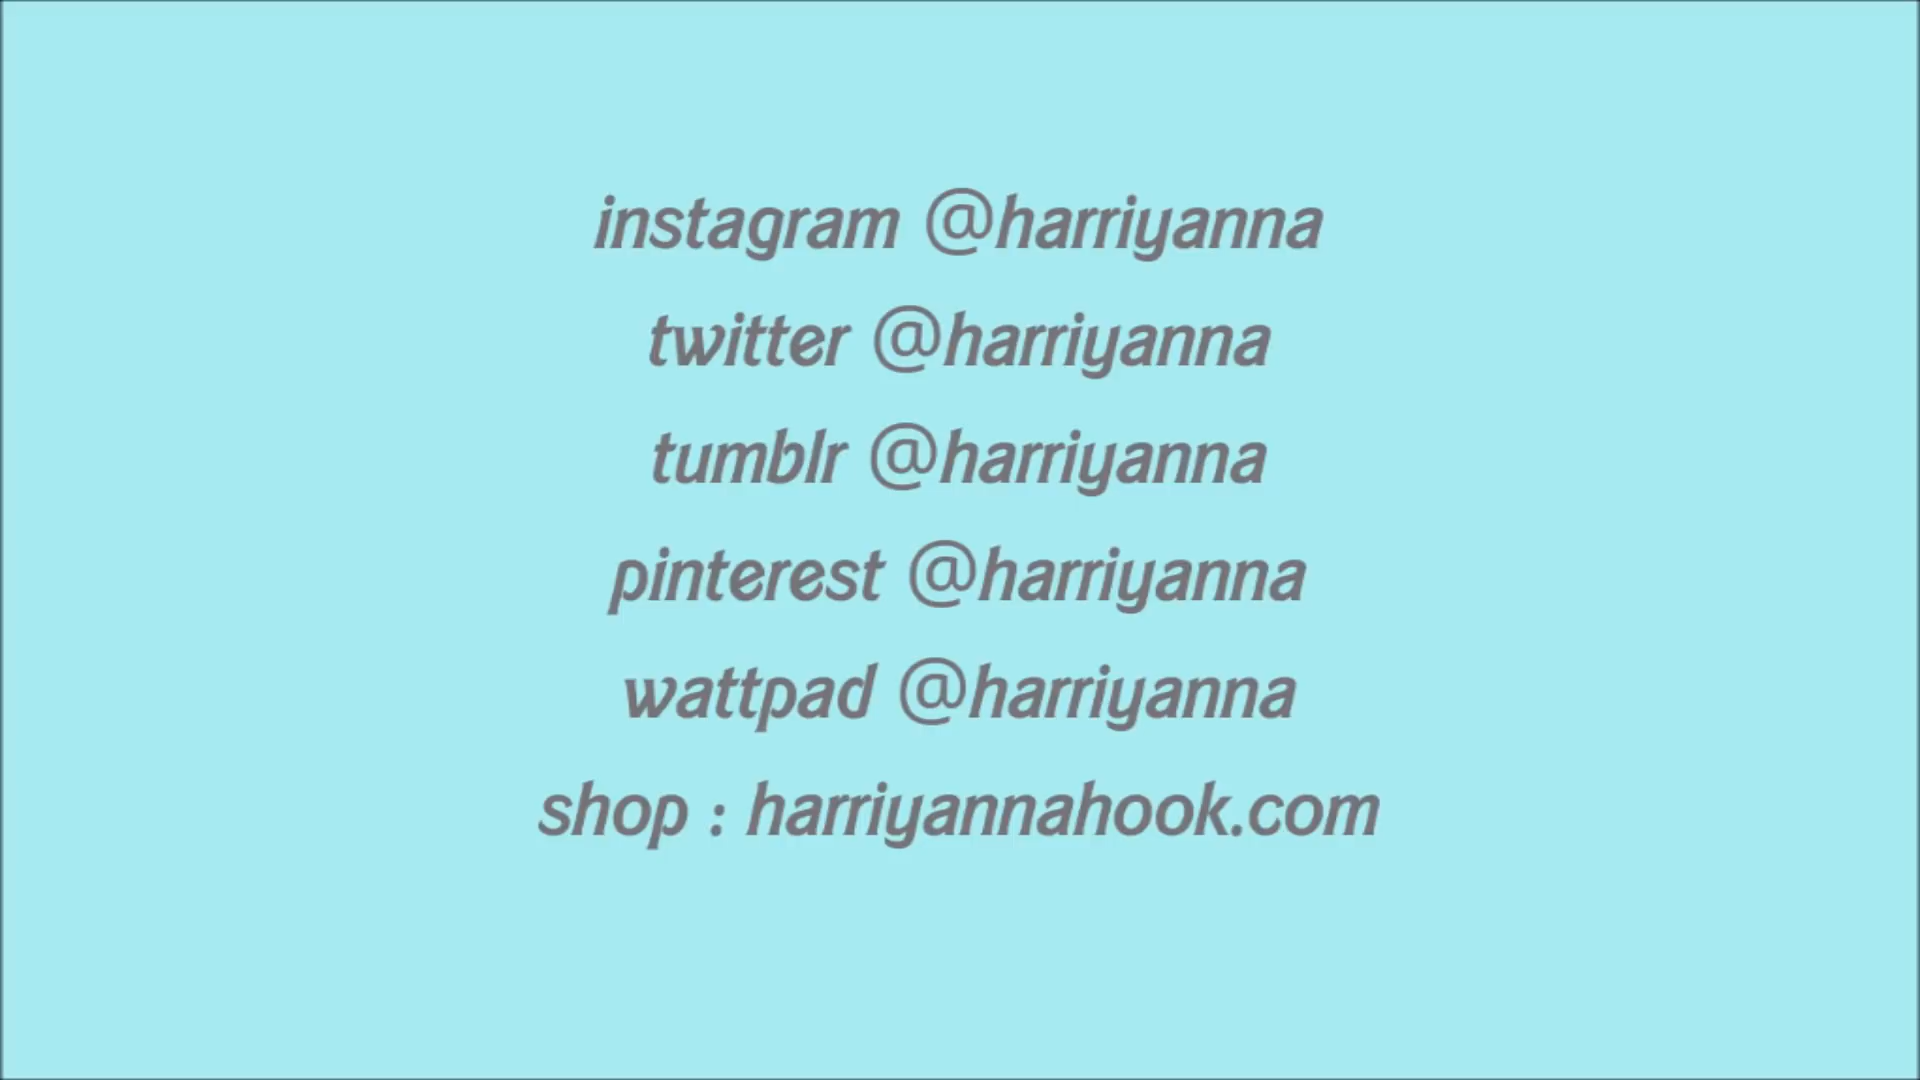 instagram @harriyanna
twitter @harriyanna
tumblr @harriyanna
pinterest @harriyanna
wattpad @harriyanna
shop : harriyannahook.com